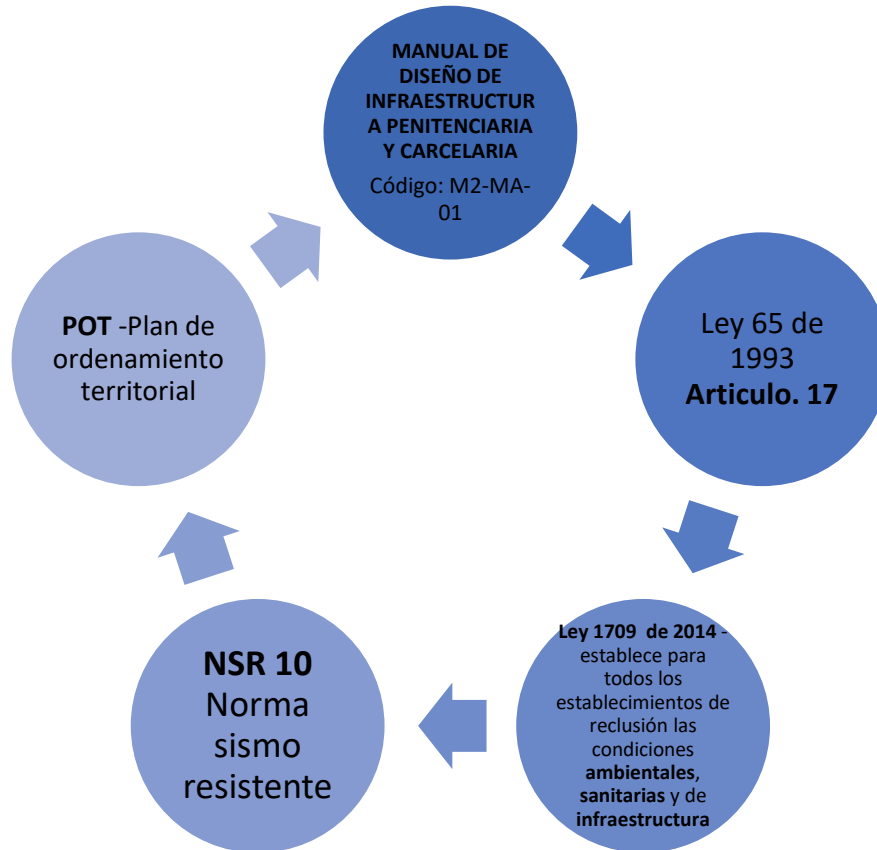 MANUAL DE
DISEÑO DE
INFRAESTRUCTUR
A PENITENCIARIA
Y CARCELARIA
Código: M2-MA-
01
Ley 65 de
1993
Articulo. 17
Ley 1709 de 2014 -
establece para
todos los
establecimientos de
reclusión las
condiciones
ambientales,
sanitarias y de
infraestructura
NSR 10
Norma
sismo
resistente
POT -Plan de
ordenamiento
territorial